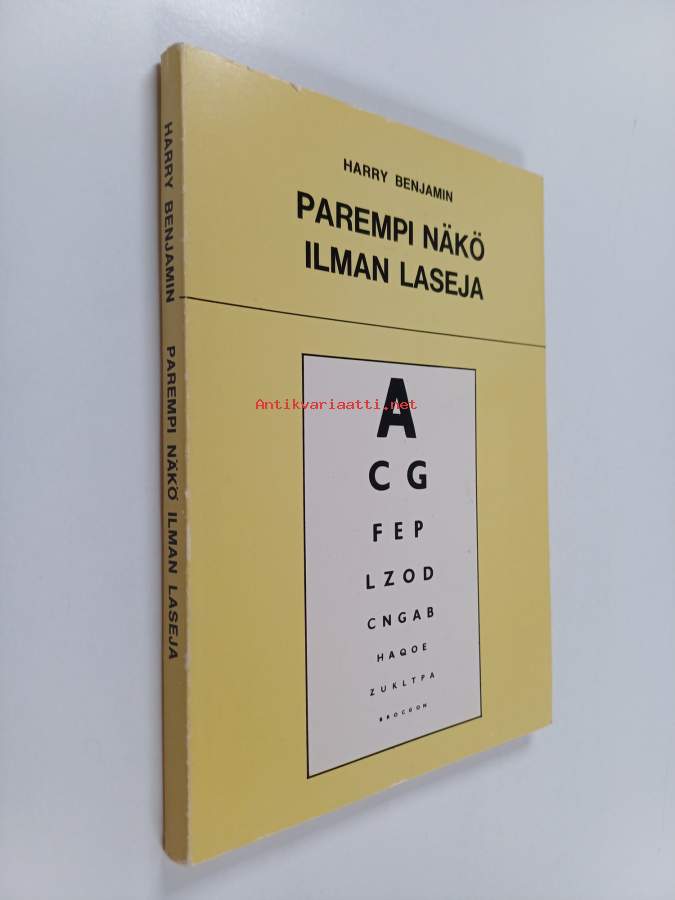 HARRY BENJAMIN PAREMPI NÄKÖ ILMAN LASEJA
HARRY BENJAMIN
PAREMPI NÄKÖ
ILMAN LASEJA
A
Antikvariaatti.net
C G
F E P
L Z O D
C N G A B
H A Q O E
Z U K L T P A